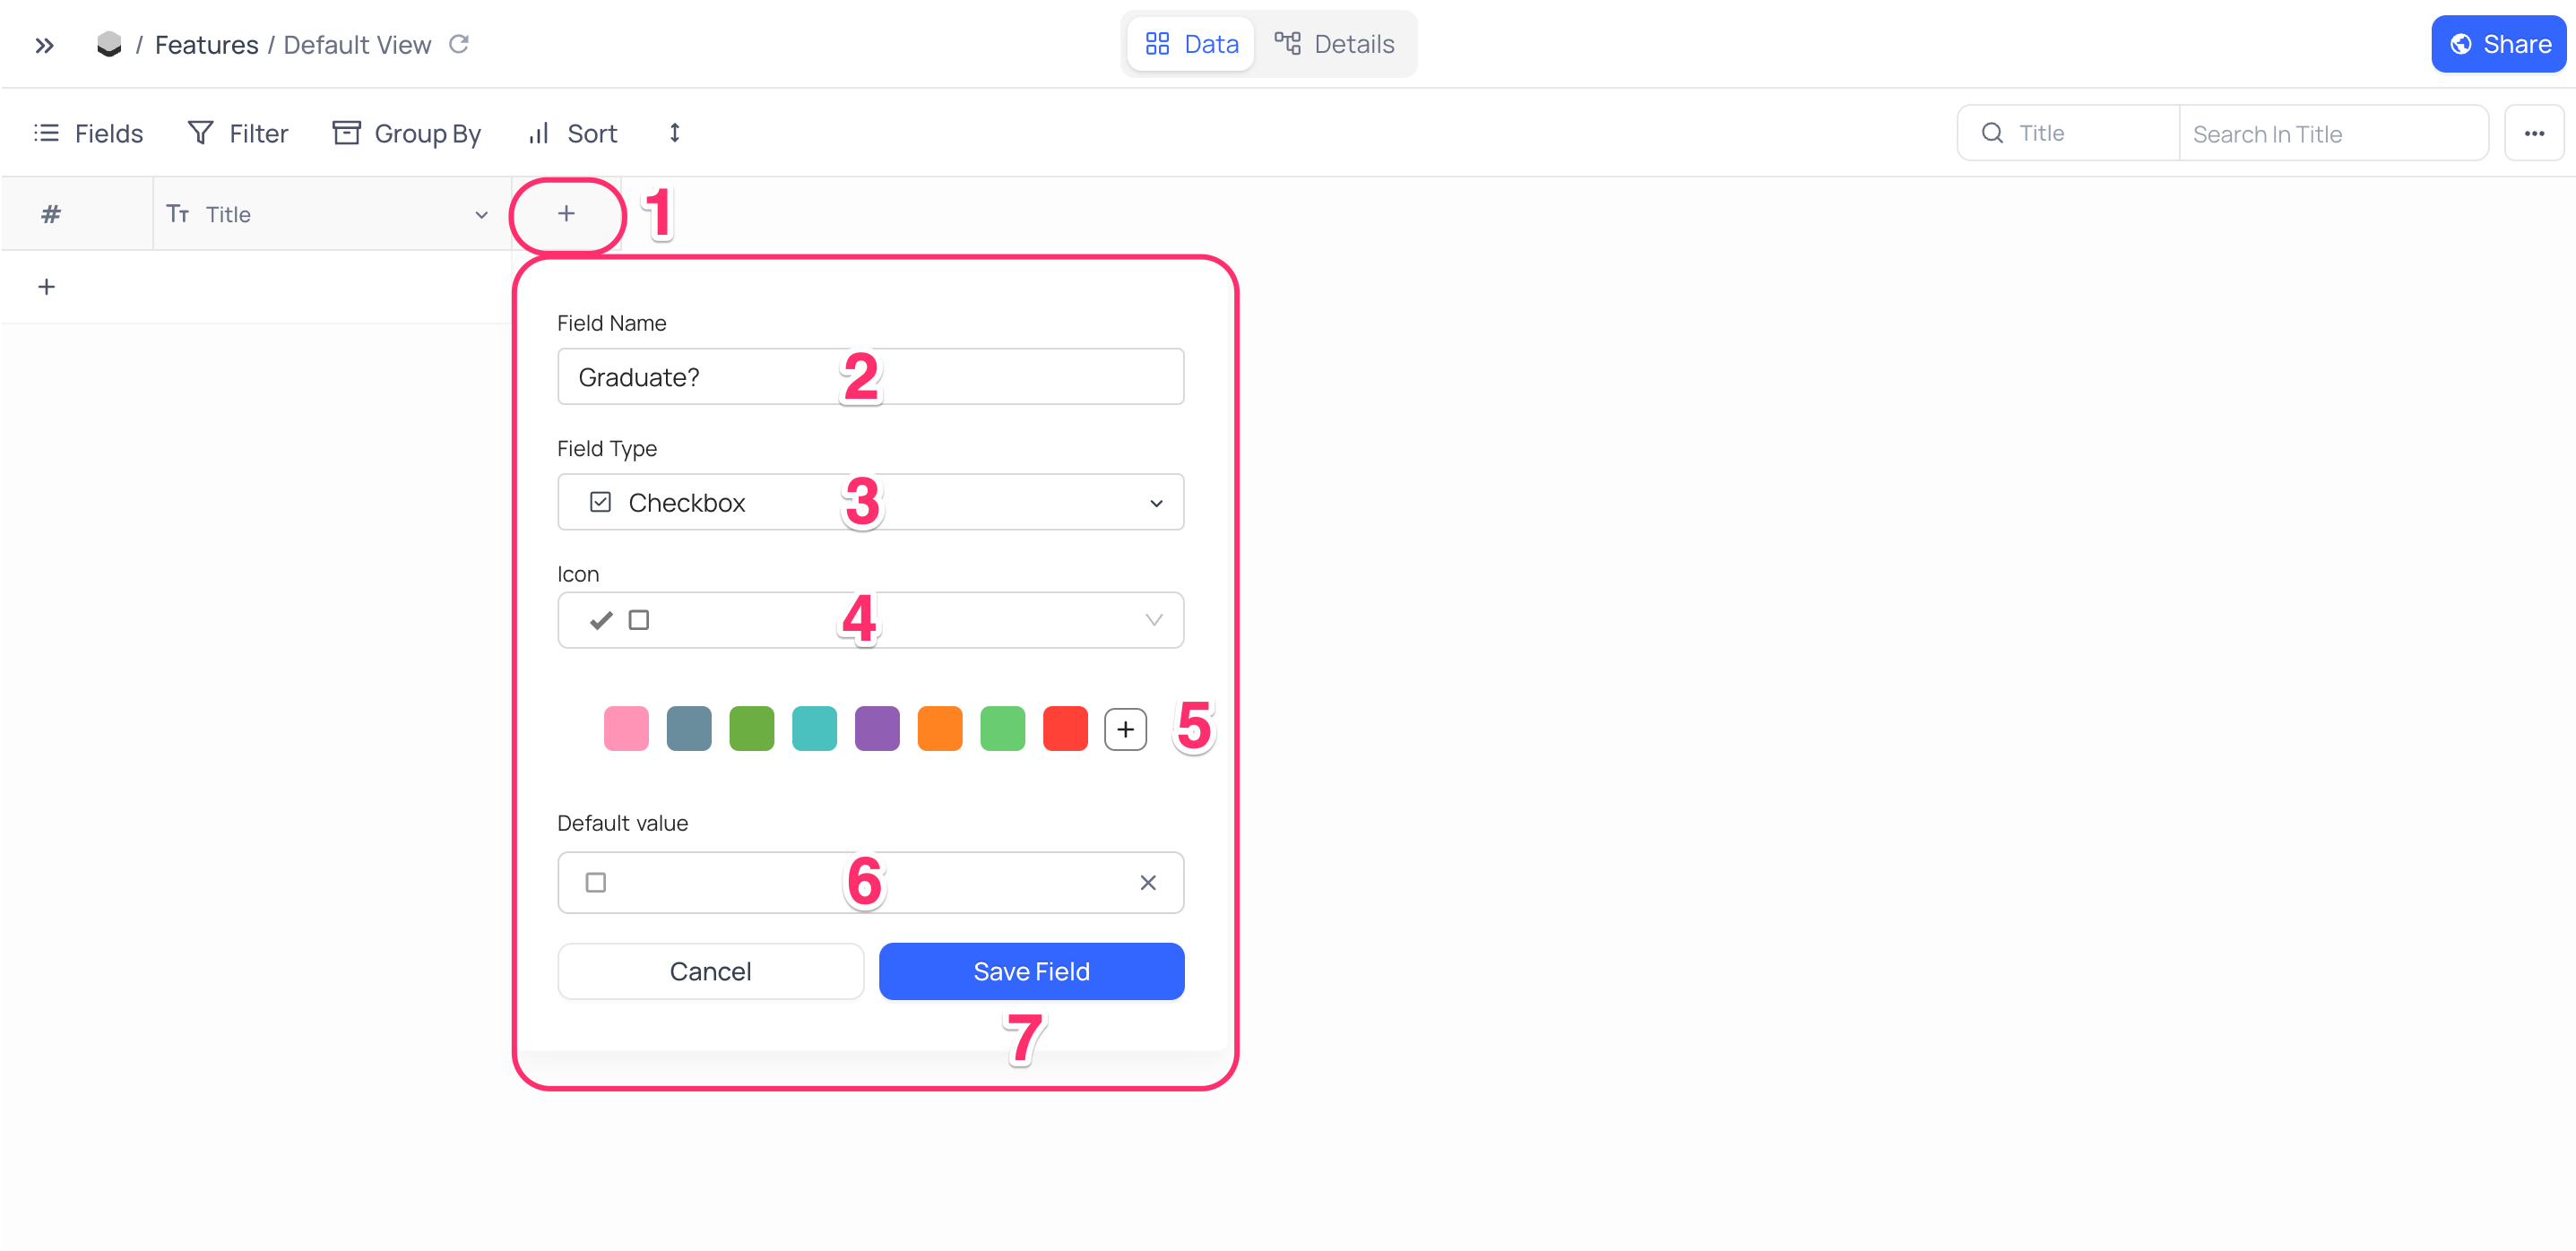 / Features / Default View
Data Details
Share
Fields Filter Group By Sort
Title Search In Title
# Tт Title + 1
+
Field Name
Graduate? 2
Field Type
Checkbox 3
Icon
4
+ 5
Default value
6
Cancel Save Field
7